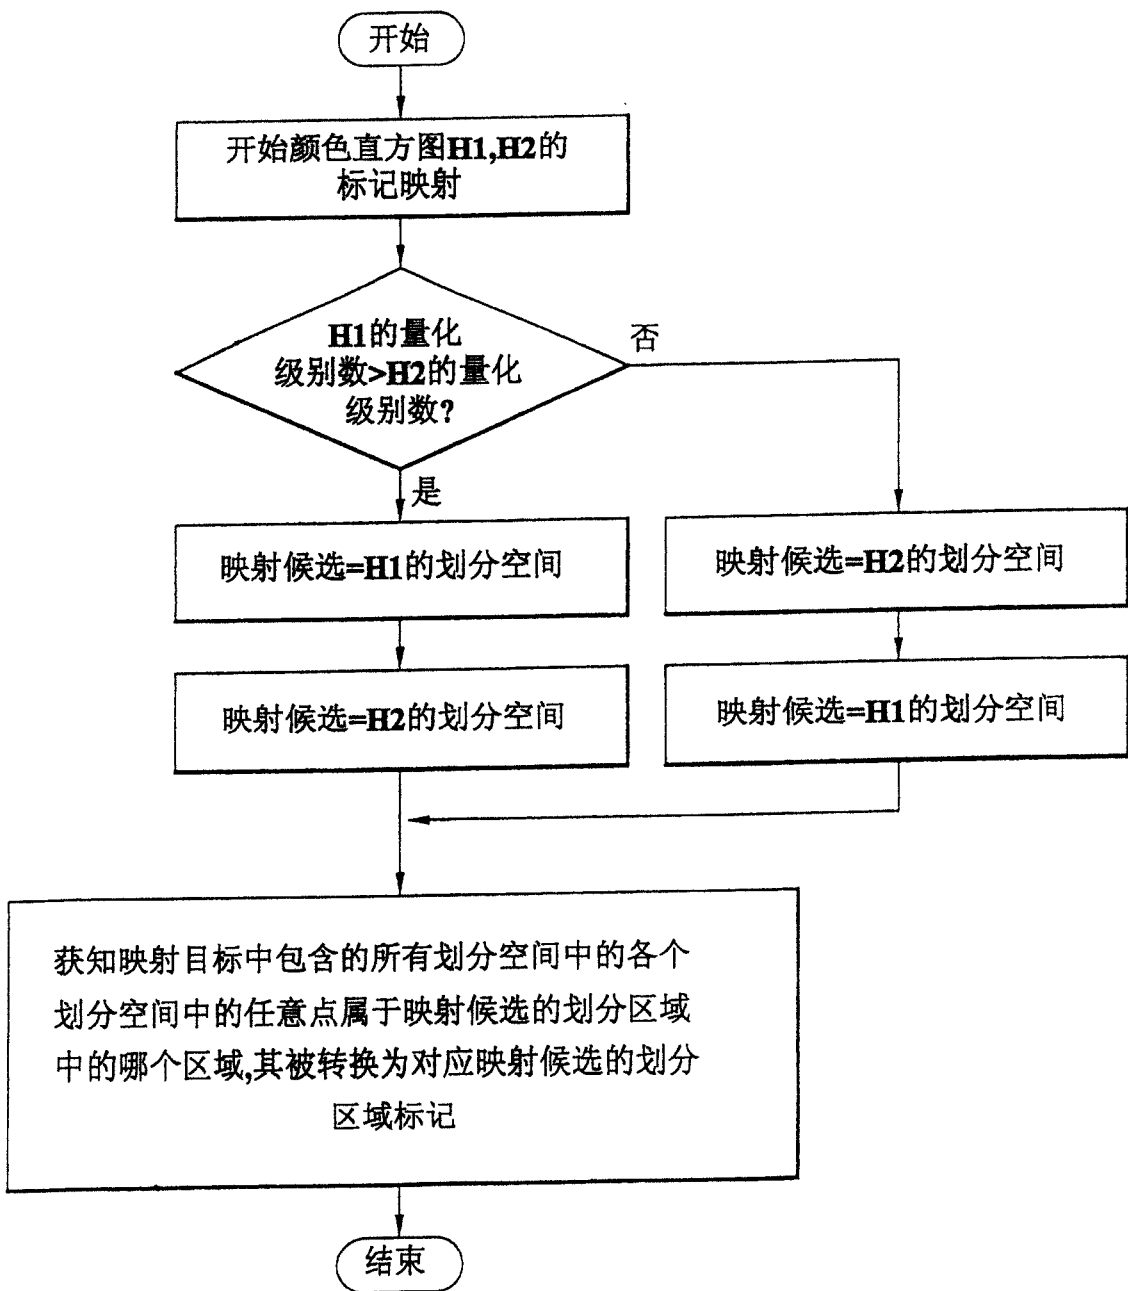 开始
开始颜色直方图H1,H2的
标记映射
H1的量化
级别数>H2的量化
级别数?
否
是
映射候选=H1的划分空间
映射候选=H2的划分空间
映射候选=H2的划分空间
映射候选=H1的划分空间
获知映射目标中包含的所有划分空间中的各个
划分空间中的任意点属于映射候选的划分区域
中的哪个区域,其被转换为对应映射候选的划分
区域标记
结束